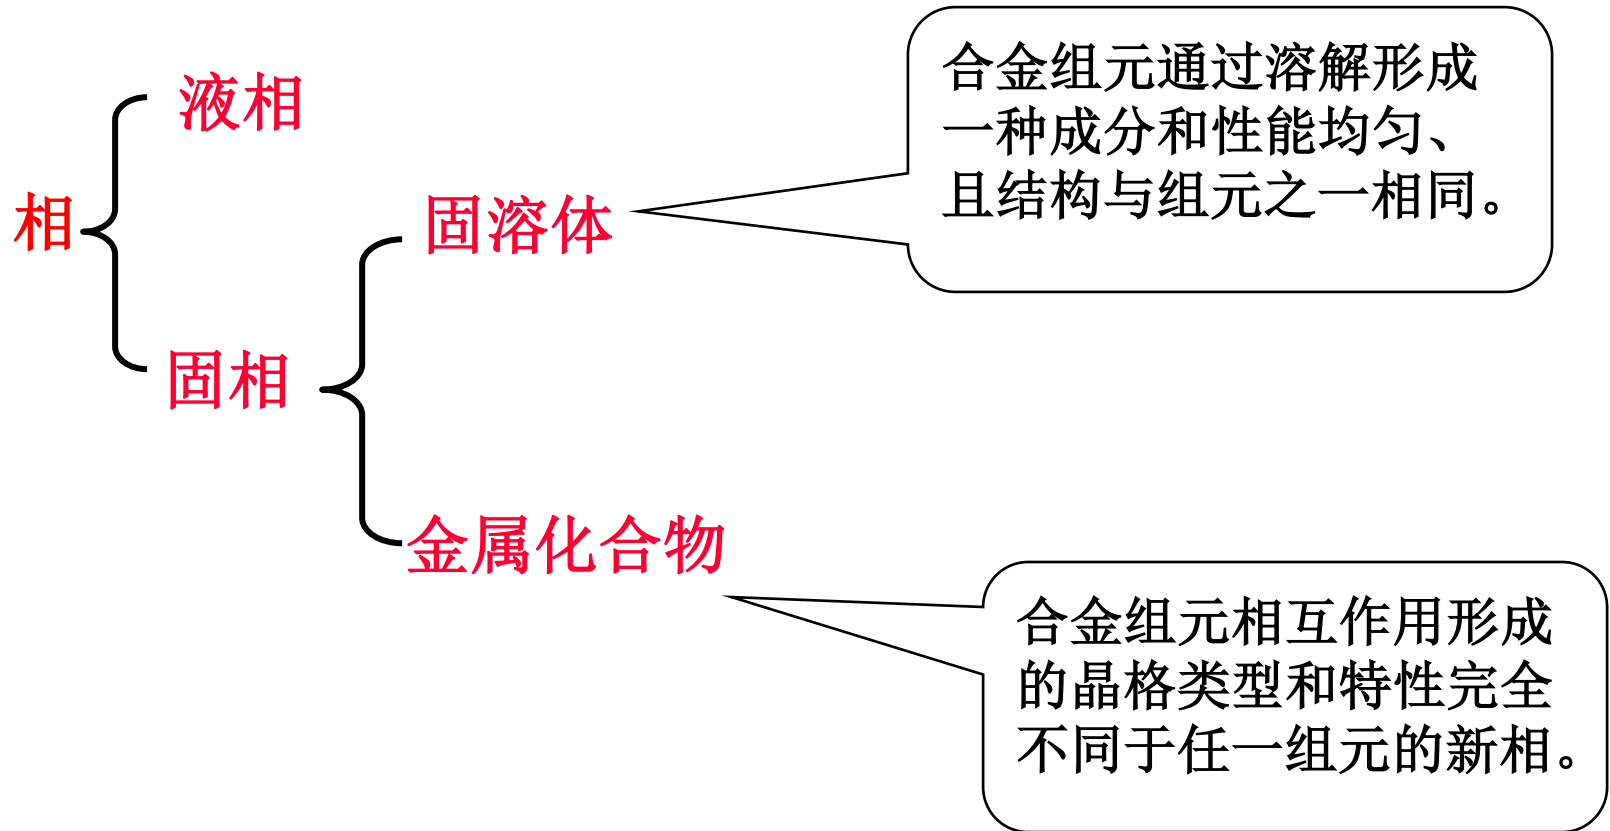 相
液相
固相
固溶体
金属化合物
合金组元通过溶解形成
一种成分和性能均匀、
且结构与组元之一相同。
合金组元相互作用形成
的晶格类型和特性完全
不同于任一组元的新相。